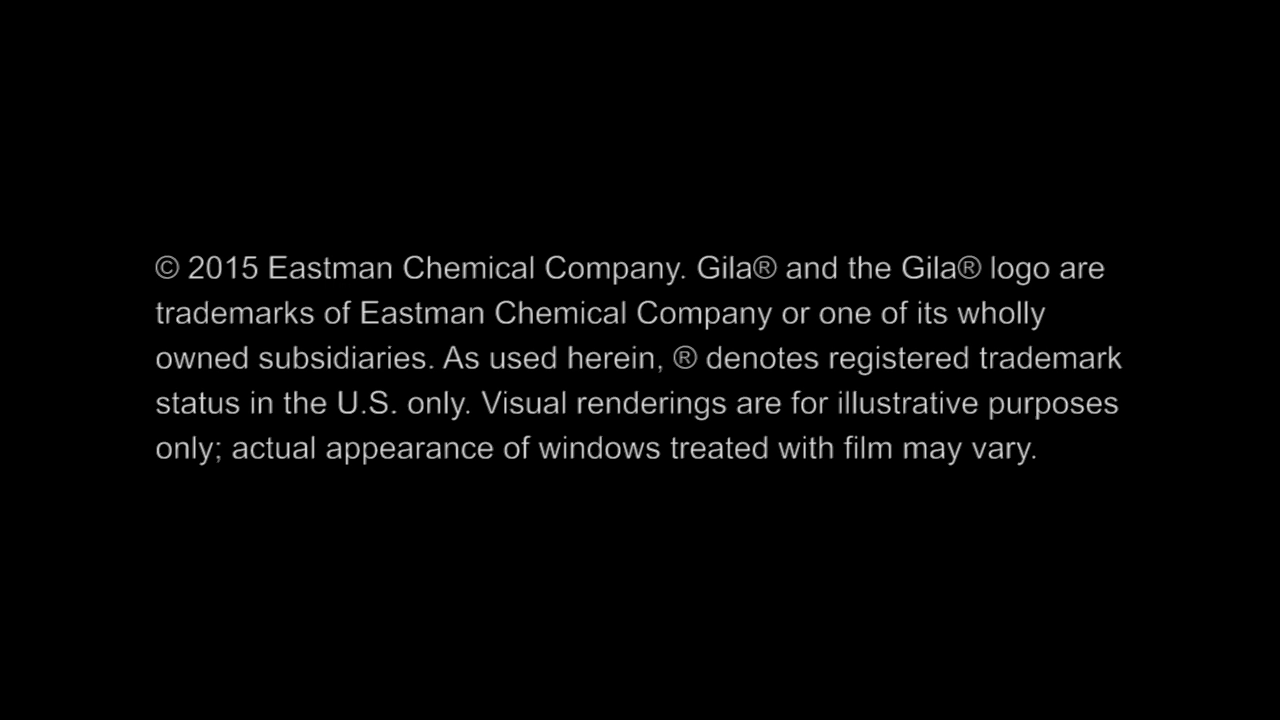 © 2015 Eastman Chemical Company. Gila® and the Gila® logo are
trademarks of Eastman Chemical Company or one of its wholly
owned subsidiaries. As used herein, ® denotes registered trademark
status in the U.S. only. Visual renderings are for illustrative purposes
only; actual appearance of windows treated with film may vary.